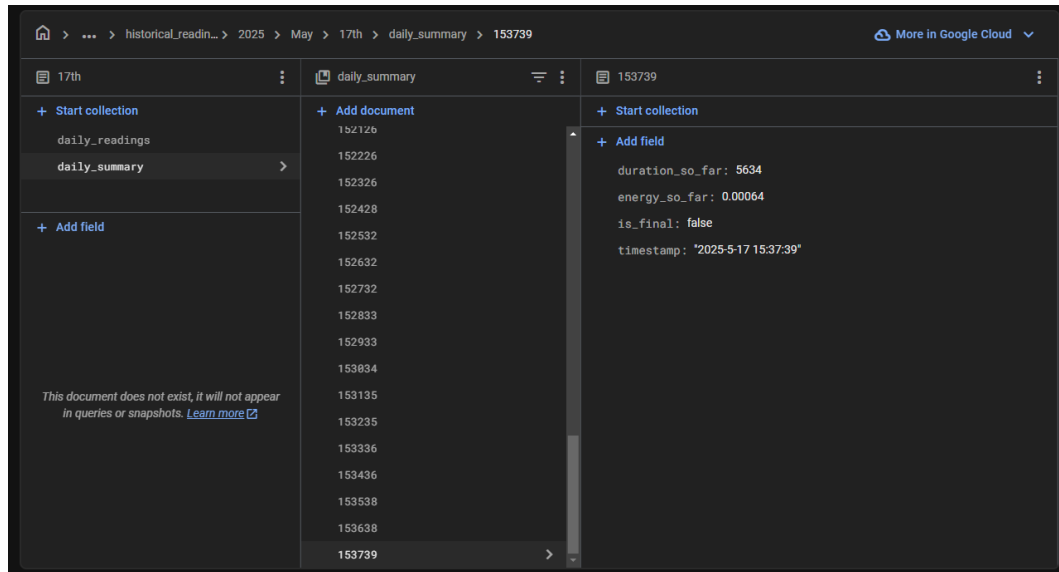 ... > historical_readin... > 2025 > May > 17th > daily_summary > 153739
More in Google Cloud
17th
+ Start collection
daily_readings
daily_summary
+ Add field
This document does not exist, it will not appear
in queries or snapshots. Learn more
daily_summary
+ Add document
152126
152226
152326
152428
152532
152632
152732
152833
152933
153034
153135
153235
153336
153436
153538
153638
153739
153739
+ Start collection
+ Add field
duration_so_far: 5634
energy_so_far: 0.00064
is_final: false
timestamp: "2025-5-17 15:37:39"